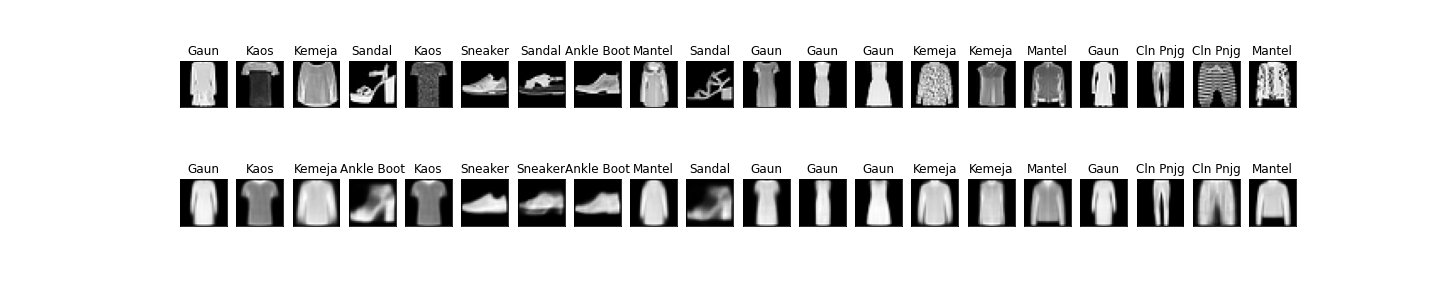 Gaun Kaos Kemeja Sandal Kaos Sneaker Sandal Ankle Boot Mantel Sandal Gaun Gaun Gaun Kemeja Kemeja Mantel Gaun Cln Pnjg Cln Pnjg Mantel
Gaun Kaos Kemeja Ankle Boot Kaos Sneaker Sneaker Ankle Boot Mantel Sandal Gaun Gaun Gaun Kemeja Kemeja Mantel Gaun Cln Pnjg Cln Pnjg Mantel